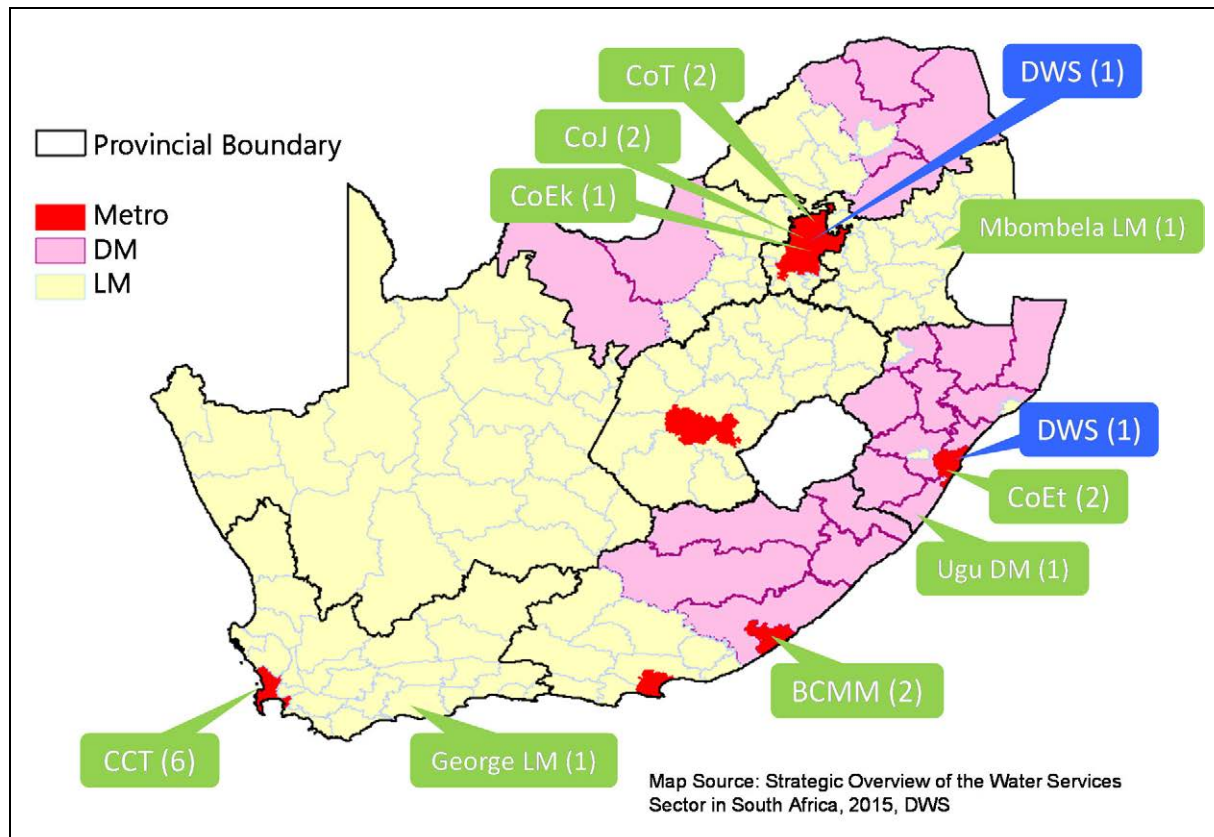 CoT (2)
DWS (1)
CoJ (2)
CoEk (1)
Provincial Boundary
Metro
DM
LM
Mbombela LM (1)
DWS (1)
CoEt (2)
Ugu DM (1)
BCMM (2)
CCT (6)
George LM (1)
Map Source: Strategic Overview of the Water Services
Sector in South Africa, 2015, DWS